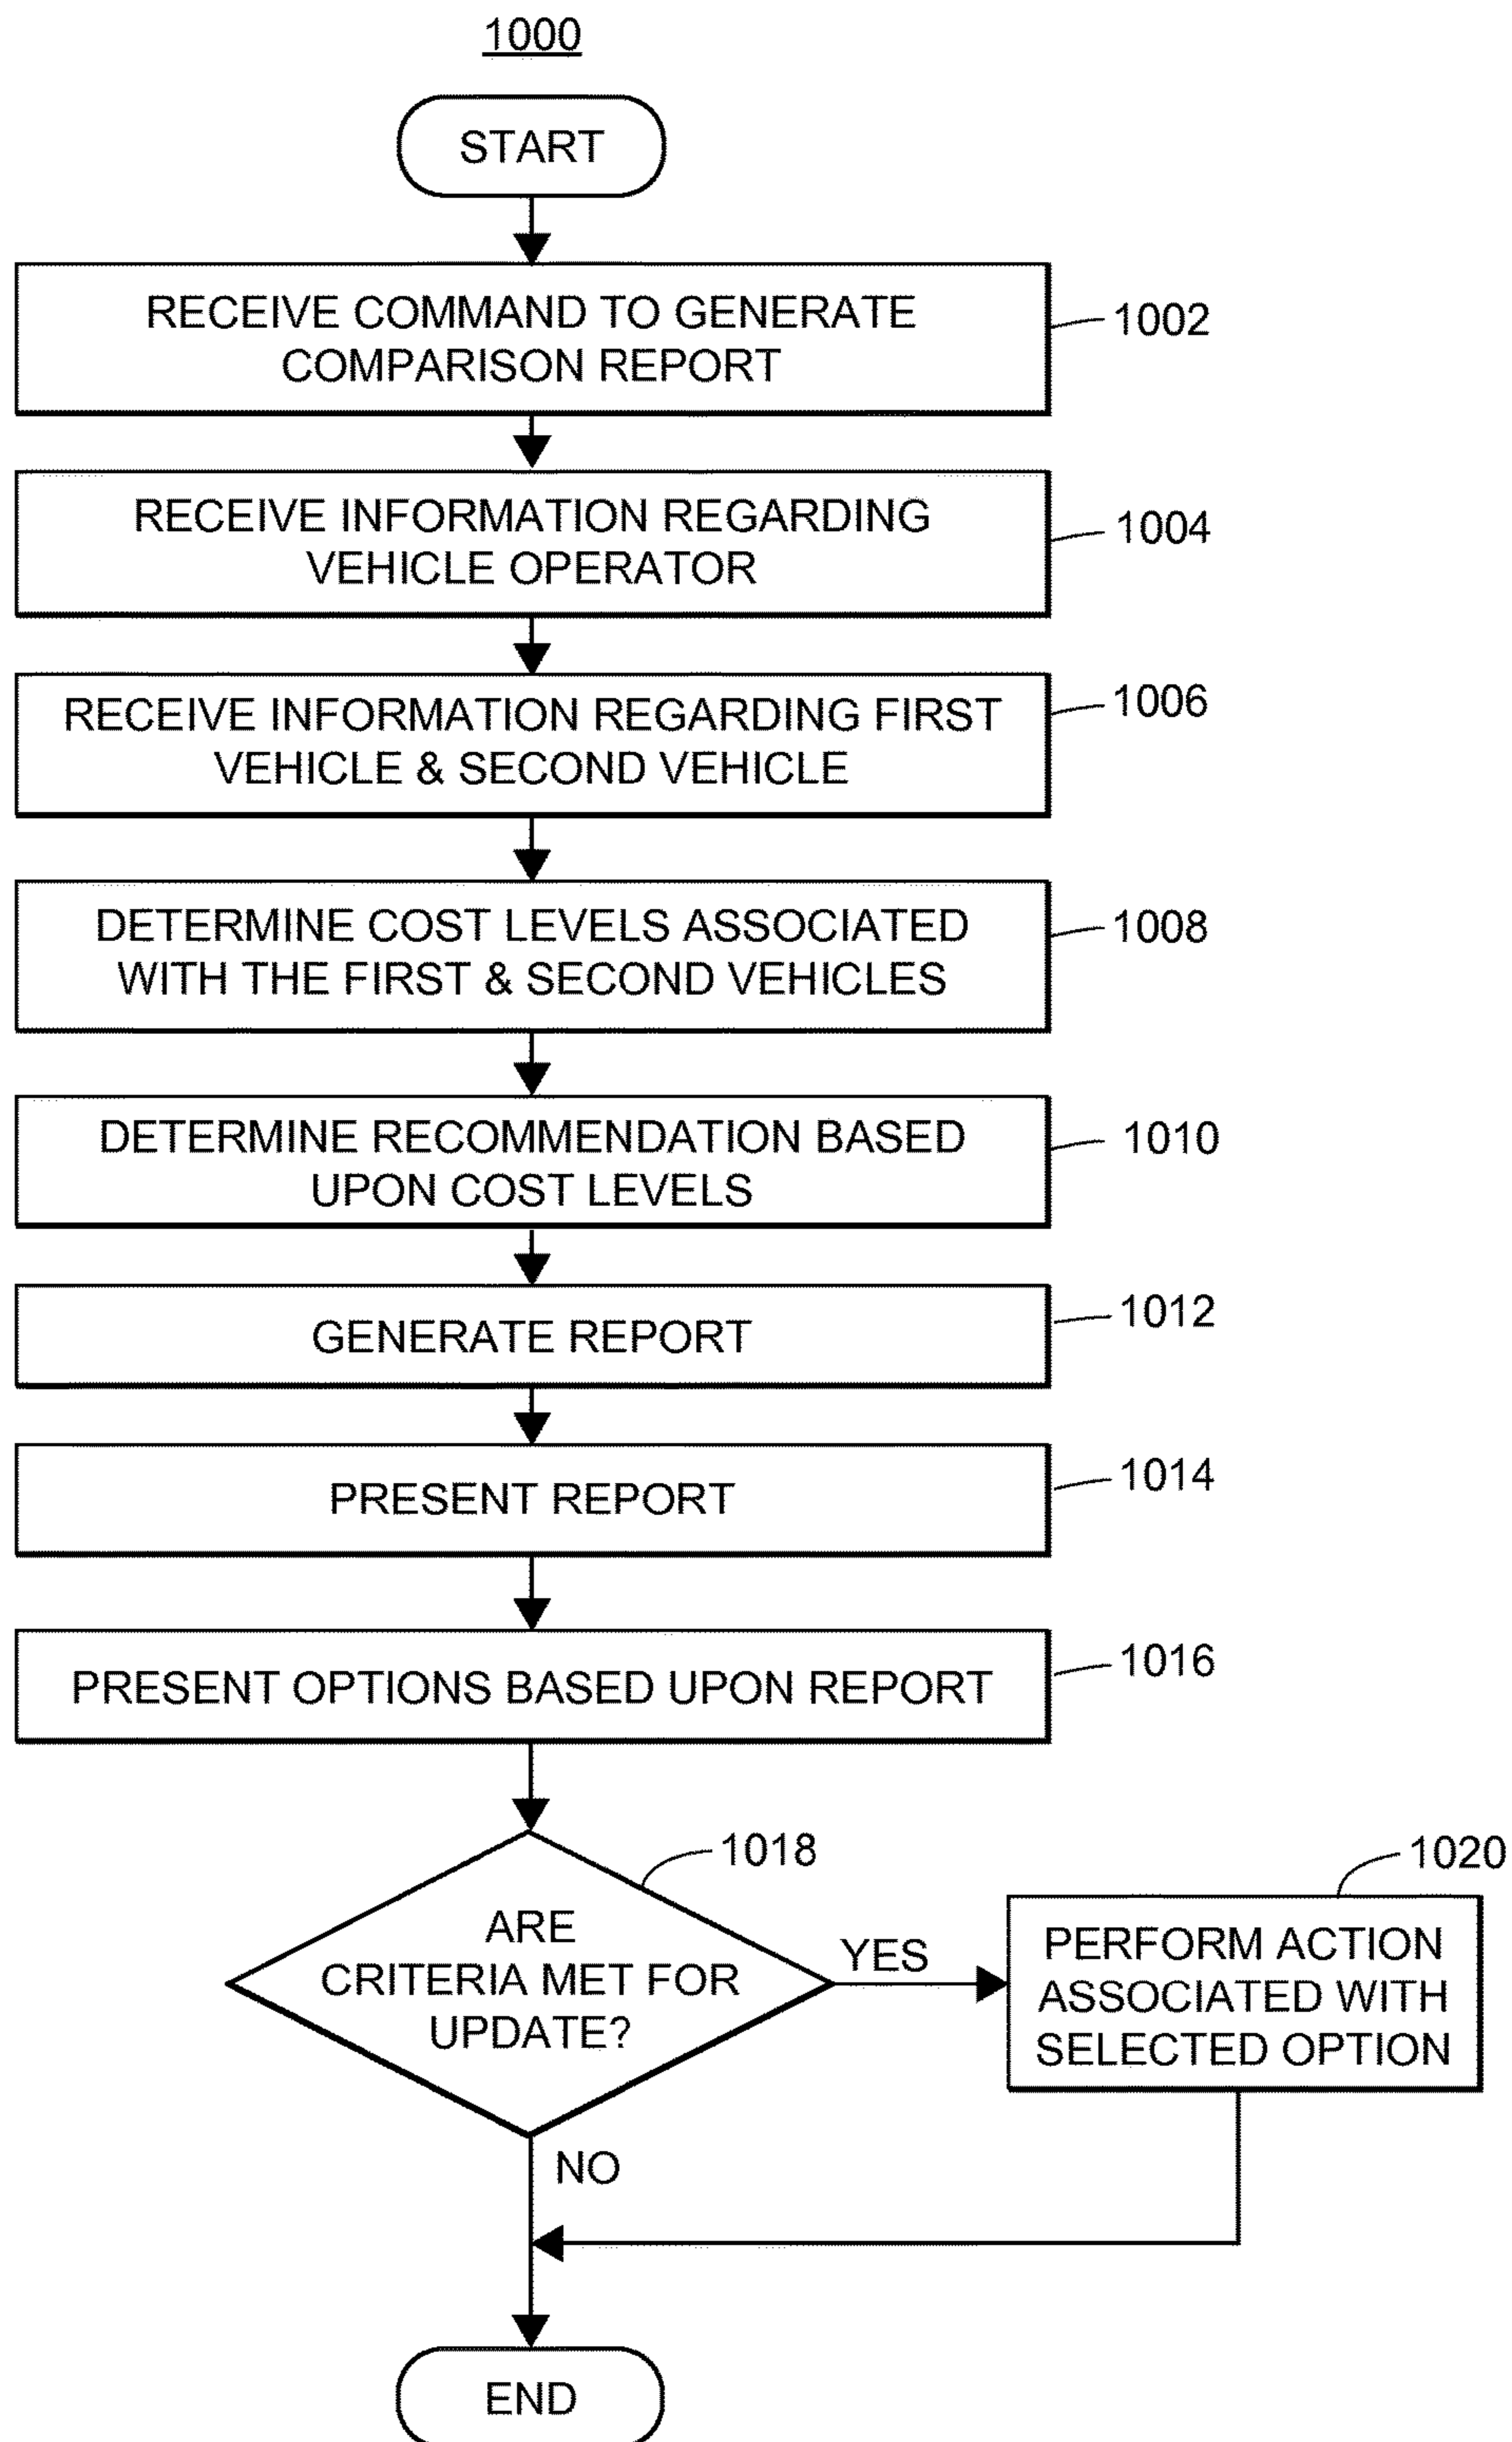 1000
START
RECEIVE COMMAND TO GENERATE
COMPARISON REPORT
1002
RECEIVE INFORMATION REGARDING
VEHICLE OPERATOR
1004
RECEIVE INFORMATION REGARDING FIRST
VEHICLE & SECOND VEHICLE
1006
DETERMINE COST LEVELS ASSOCIATED
WITH THE FIRST & SECOND VEHICLES
1008
DETERMINE RECOMMENDATION BASED
UPON COST LEVELS
1010
GENERATE REPORT
1012
PRESENT REPORT
1014
PRESENT OPTIONS BASED UPON REPORT
1016
ARE
CRITERIA MET FOR
UPDATE?
1018
YES
PERFORM ACTION
ASSOCIATED WITH
SELECTED OPTION
1020
NO
END